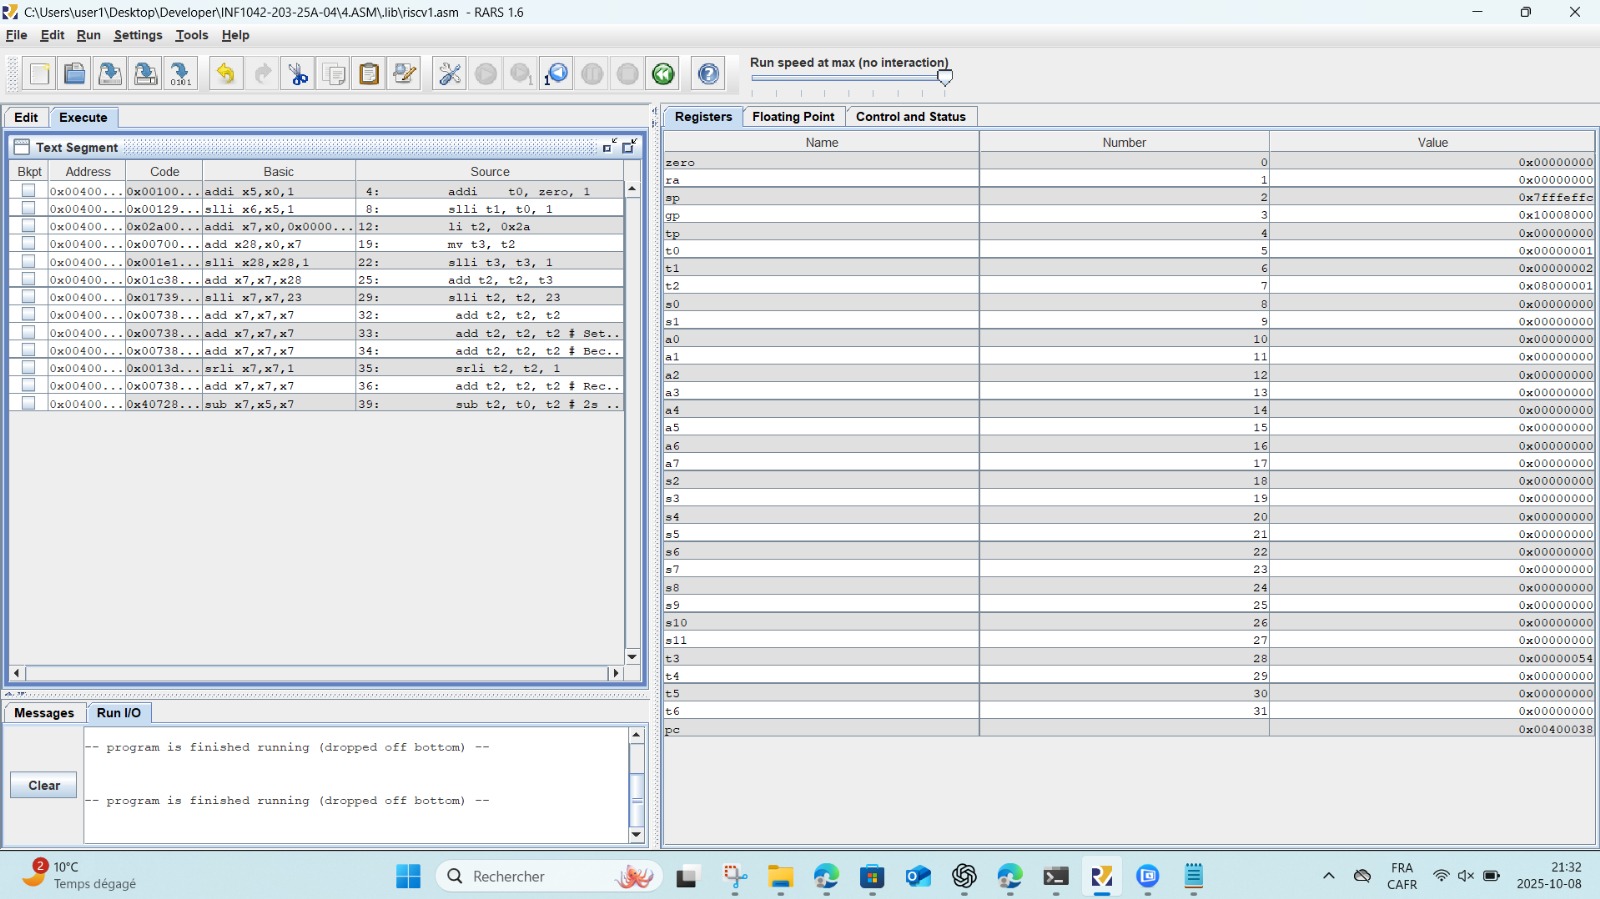 C:\Users\user1\Desktop\Developer\INF1042-203-25A-04\4.ASM\.lib\riscv1.asm - RARS 1.6
File Edit Run Settings Tools Help
Run speed at max (no interaction)
Edit Execute
Text Segment
Bkpt Address Code Basic Source
0x00400... 0x00100... addi x5,x0,1 4: addi t0, zero, 1
0x00400... 0x00129... slli x6,x5,1 8: slli t1, t0, 1
0x00400... 0x02a00... addi x7,x0,0x0000... 12: li t2, 0x2a
0x00400... 0x00700... add x28,x0,x7 19: mv t3, t2
0x00400... 0x001e1... slli x28,x28,1 22: slli t3, t3, 1
0x00400... 0x01c38... add x7,x7,x28 25: add t2, t2, t3
0x00400... 0x01739... slli x7,x7,23 29: slli t2, t2, 23
0x00400... 0x00738... add x7,x7,x7 32: add t2, t2, t2
0x00400... 0x00738... add x7,x7,x7 33: add t2, t2, t2 # Set..
0x00400... 0x00738... add x7,x7,x7 34: add t2, t2, t2 # Bec..
0x00400... 0x0013d... srli x7,x7,1 35: srli t2, t2, 1
0x00400... 0x00738... add x7,x7,x7 36: add t2, t2, t2 # Rec..
0x00400... 0x40728... sub x7,x5,x7 39: sub t2, t0, t2 # 2s ..
Messages Run I/O
-- program is finished running (dropped off bottom) --
-- program is finished running (dropped off bottom) --
Clear
Registers Floating Point Control and Status
Name Number Value
zero 0 0x00000000
ra 1 0x00000000
sp 2 0x7fffeffc
gp 3 0x10008000
tp 4 0x00000000
t0 5 0x00000001
t1 6 0x00000002
t2 7 0x08000001
s0 8 0x00000000
s1 9 0x00000000
a0 10 0x00000000
a1 11 0x00000000
a2 12 0x00000000
a3 13 0x00000000
a4 14 0x00000000
a5 15 0x00000000
a6 16 0x00000000
a7 17 0x00000000
s2 18 0x00000000
s3 19 0x00000000
s4 20 0x00000000
s5 21 0x00000000
s6 22 0x00000000
s7 23 0x00000000
s8 24 0x00000000
s9 25 0x00000000
s10 26 0x00000000
s11 27 0x00000000
t3 28 0x00000054
t4 29 0x00000000
t5 30 0x00000000
t6 31 0x00000000
pc 0x00400038
2
10°C
Temps dégagé
Rechercher
FRA
CAFR
21:32
2025-10-08